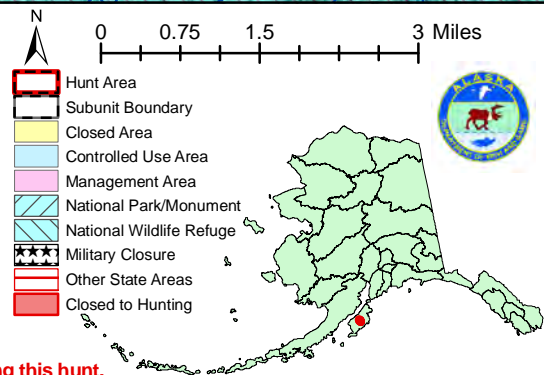 N
0 0.75 1.5 3 Miles
Hunt Area
Subunit Boundary
Closed Area
Controlled Use Area
Management Area
National Park/Monument
National Wildlife Refuge
Military Closure
Other State Areas
Closed to Hunting
ALASKA
this hunt.